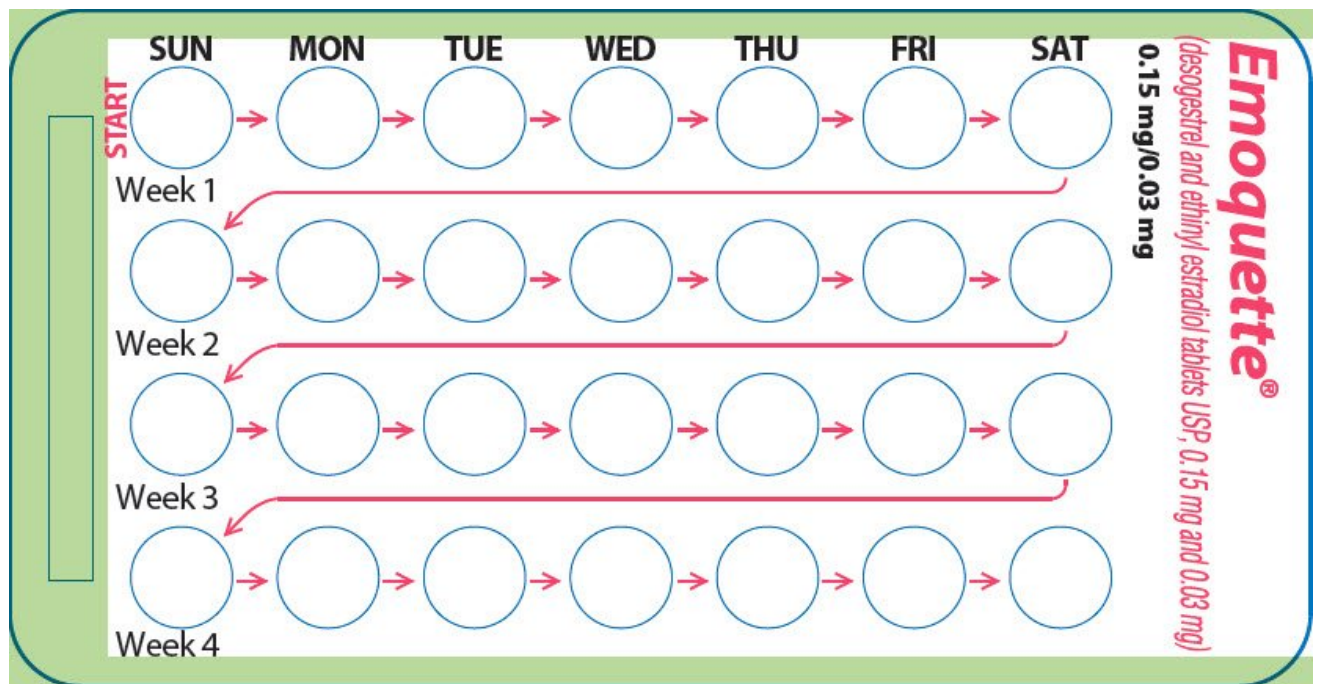 SUN MON TUE WED THU FRI SAT
START
Week 1
Week 2
Week 3
Week 4
0.15 mg/0.03 mg
(desogestrel and ethinyl estradiol tablets USP, 0.15 mg and 0.03 mg)
Emoquette®